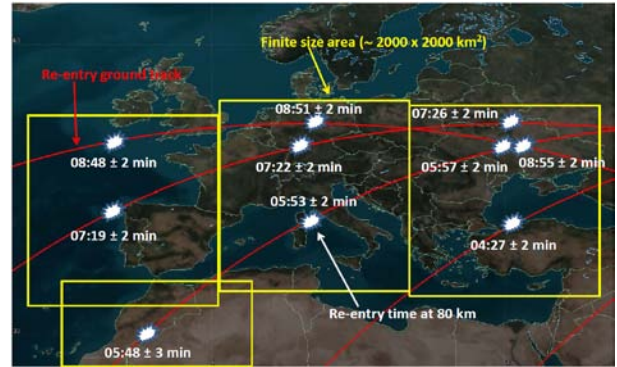 Finite size area (~ 2000 x 2000 km²)
Re-entry ground track
08:51 ± 2 min
07:26 ± 2 min
08:48 ± 2 min
07:22 ± 2 min
05:57 ± 2 min
08:55 ± 2 min
05:53 ± 2 min
07:19 ± 2 min
04:27 ± 2 min
Re-entry time at 80 km
05:48 ± 3 min